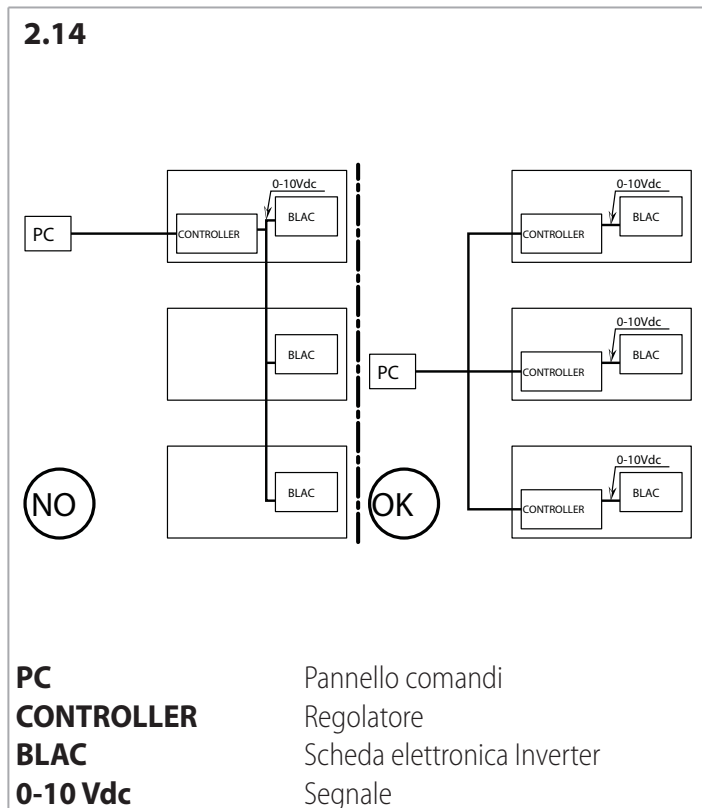 2.14
0-10Vdc
BLAC
CONTROLLER
PC
BLAC
BLAC
NO
0-10Vdc
BLAC
CONTROLLER
0-10Vdc
BLAC
CONTROLLER
PC
0-10Vdc
BLAC
CONTROLLER
OK
PC Pannello comandi
CONTROLLER Regolatore
BLAC Scheda elettronica Inverter
0-10 Vdc Segnale